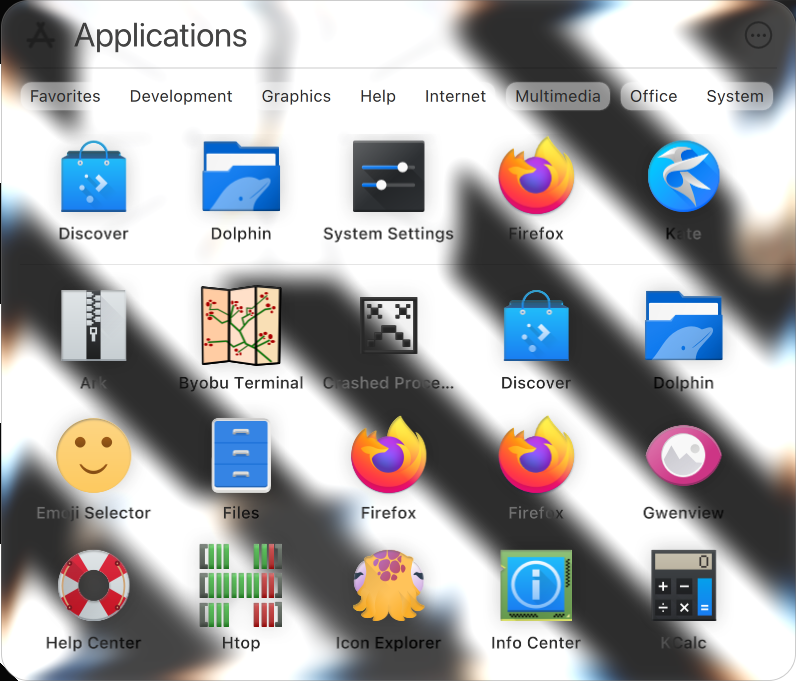 Applications
Favorites Development Graphics Help Internet Multimedia Office System
Discover Dolphin System Settings Firefox Kate
Ark Byobu Terminal Crashed Proce... Discover Dolphin
Emoji Selector Files Firefox Firefox Gwenview
0
Help Center Htop Icon Explorer Info Center KCalc